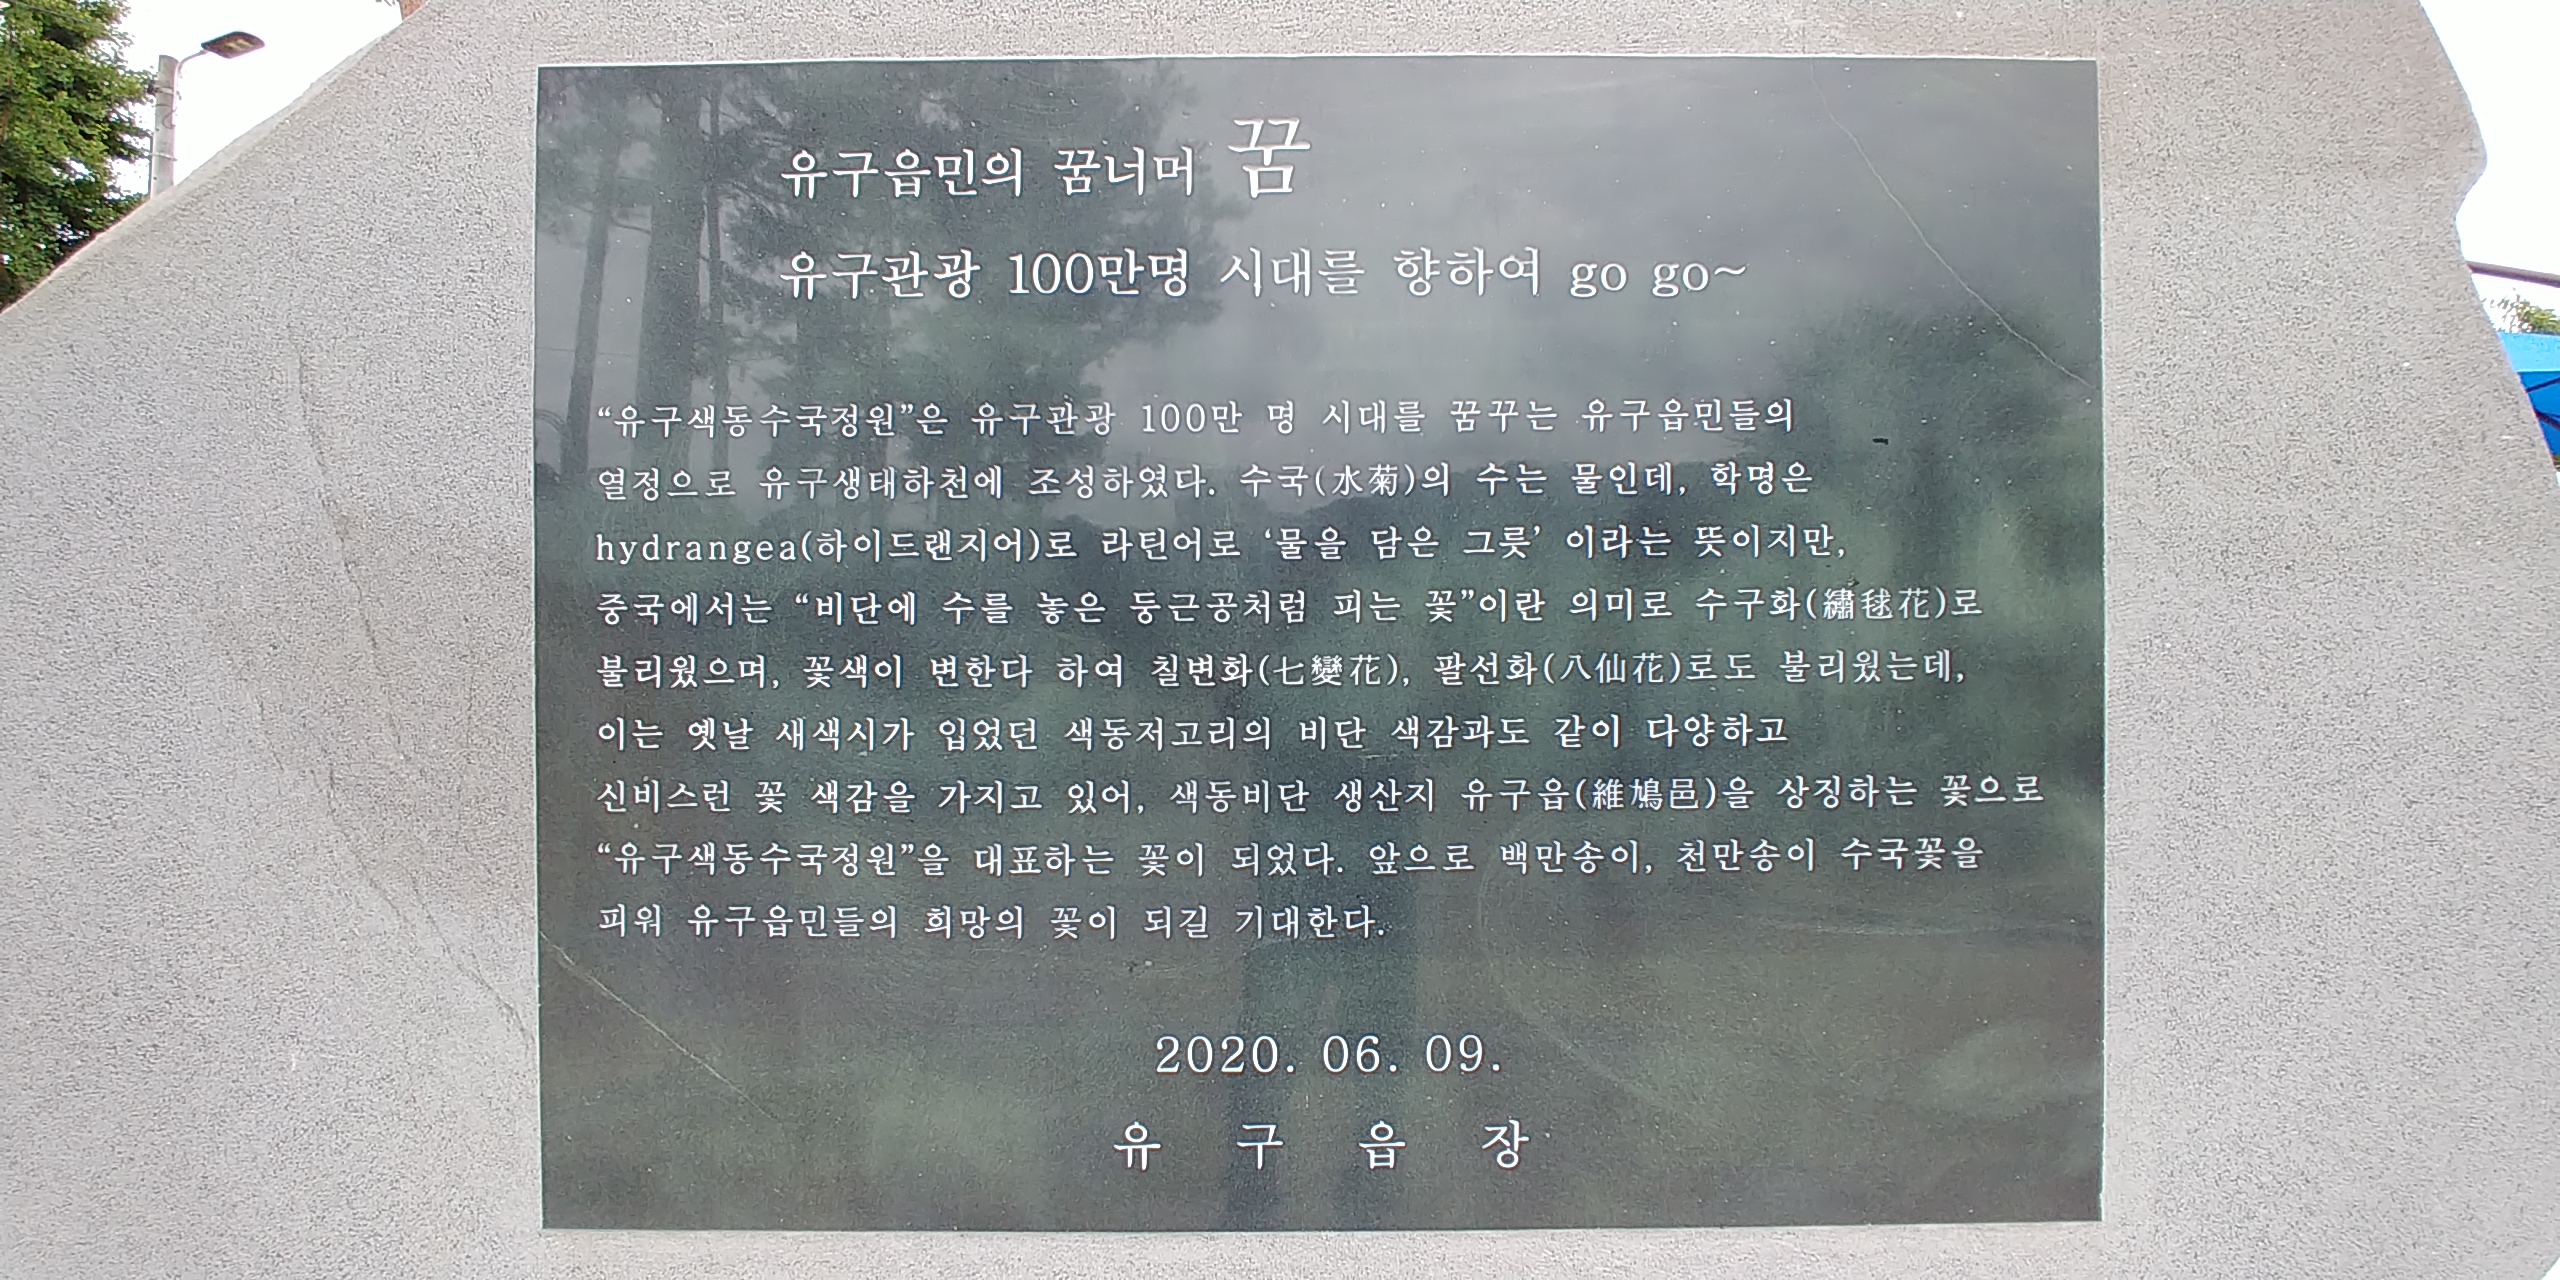 유구읍민의 꿈너머 꿈
유구관광 100만명 시대를 향하여 go go~
“유구색동수국정원”은 유구관광 100만 명 시대를 꿈꾸는 유구읍민들의
열정으로 유구생태하천에 조성하였다. 수국(水菊)의 수는 물인데, 학명은
hydrangea(하이드랜지어)로 라틴어로 ‘물을 담은 그릇’ 이라는 뜻이지만,
중국에서는 “비단에 수를 놓은 둥근공처럼 피는 꽃”이란 의미로 수구화(繡毬花)로
불리웠으며, 꽃색이 변한다 하여 칠변화(七變花), 팔선화(八仙花)로도 불리웠는데,
이는 옛날 새색시가 입었던 색동저고리의 비단 색감과도 같이 다양하고
신비스런 꽃 색감을 가지고 있어, 색동비단 생산지 유구읍(維鳩邑)을 상징하는 꽃으로
“유구색동수국정원”을 대표하는 꽃이 되었다. 앞으로 백만송이, 천만송이 수국꽃을
피워 유구읍민들의 희망의 꽃이 되길 기대한다.
2020. 06. 09.
유 구 읍 장